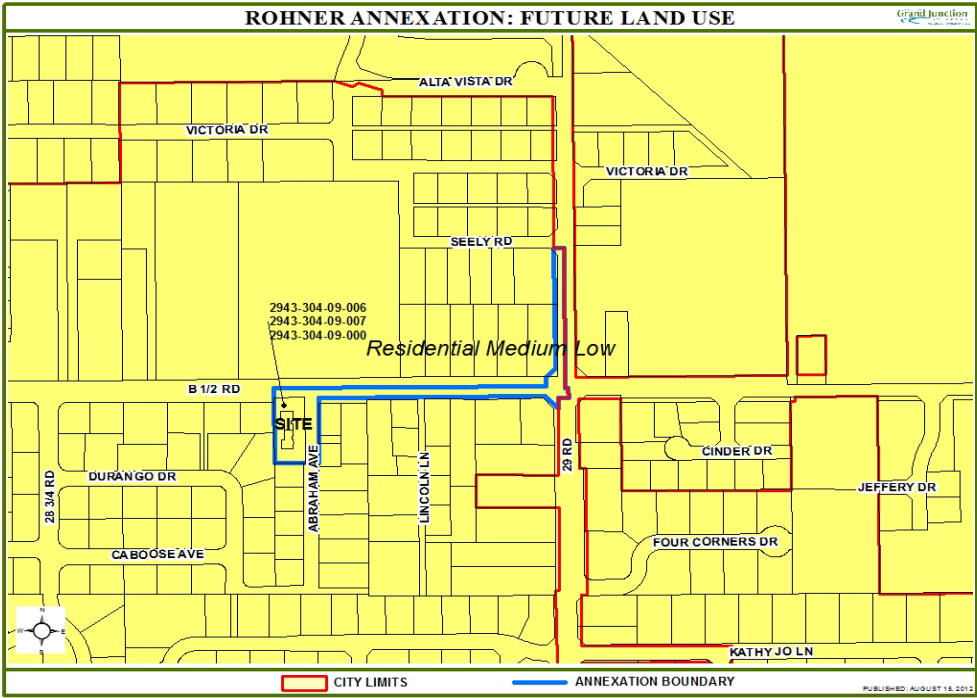 ROHNER ANNEXATION: FUTURE LAND USE
Grand Junction
ALTA VISTA DR
VICTORIA DR
VICTORIA DR
SEELY RD
2943-304-09-006
2943-304-09-007
2943-304-09-000
Residential Medium Low
B 1/2 RD
SITE
29 RD
CINDER DR
ABRAHAM AVE
LINCOLN LN
28 3/4 RD
DURANGO DR
JEFFERY DR
FOUR CORNERS DR
CABOOSE AVE
N
W E
S
KATHY JO LN
CITY LIMITS
ANNEXATION BOUNDARY